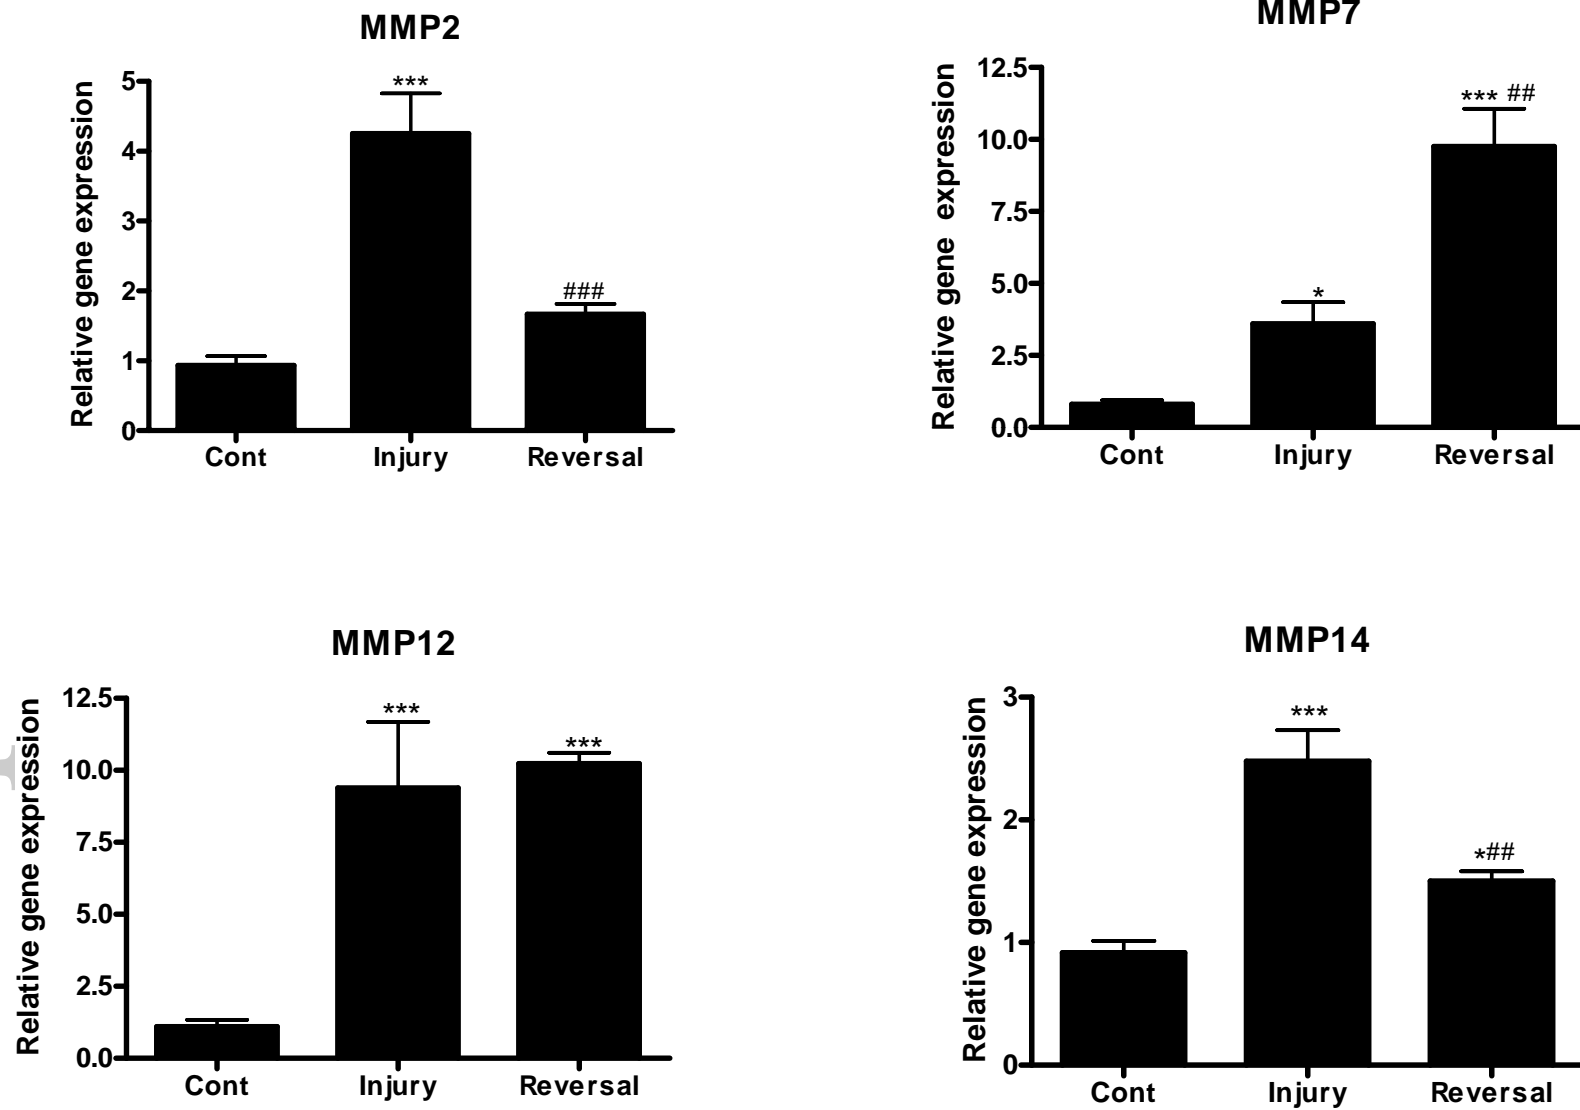 MMP2
Relative gene expression
5
4
3
2
1
0
***
###
Cont Injury Reversal
MMP7
Relative gene expression
12.5
10.0
7.5
5.0
2.5
0.0
*
*** ##
Cont Injury Reversal
MMP12
Relative gene expression
12.5
10.0
7.5
5.0
2.5
0.0
***
***
Cont Injury Reversal
MMP14
Relative gene expression
3
2
1
0
***
*##
Cont Injury Reversal